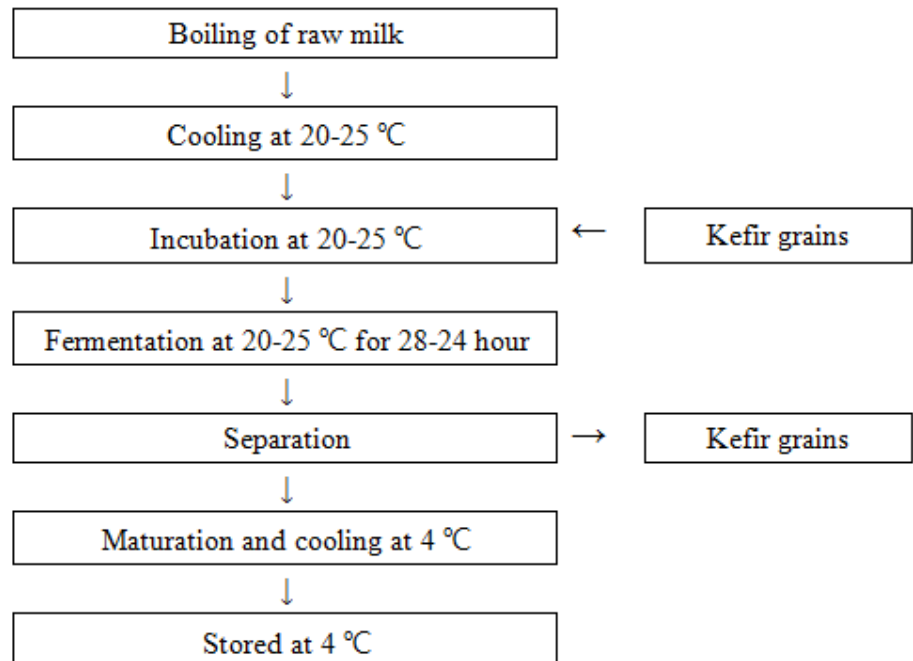 Boiling of raw milk
↓
Cooling at 20-25 ℃
↓
Incubation at 20-25 ℃ ← Kefir grains
↓
Fermentation at 20-25 ℃ for 28-24 hour
↓
Separation → Kefir grains
↓
Maturation and cooling at 4 ℃
↓
Stored at 4 ℃